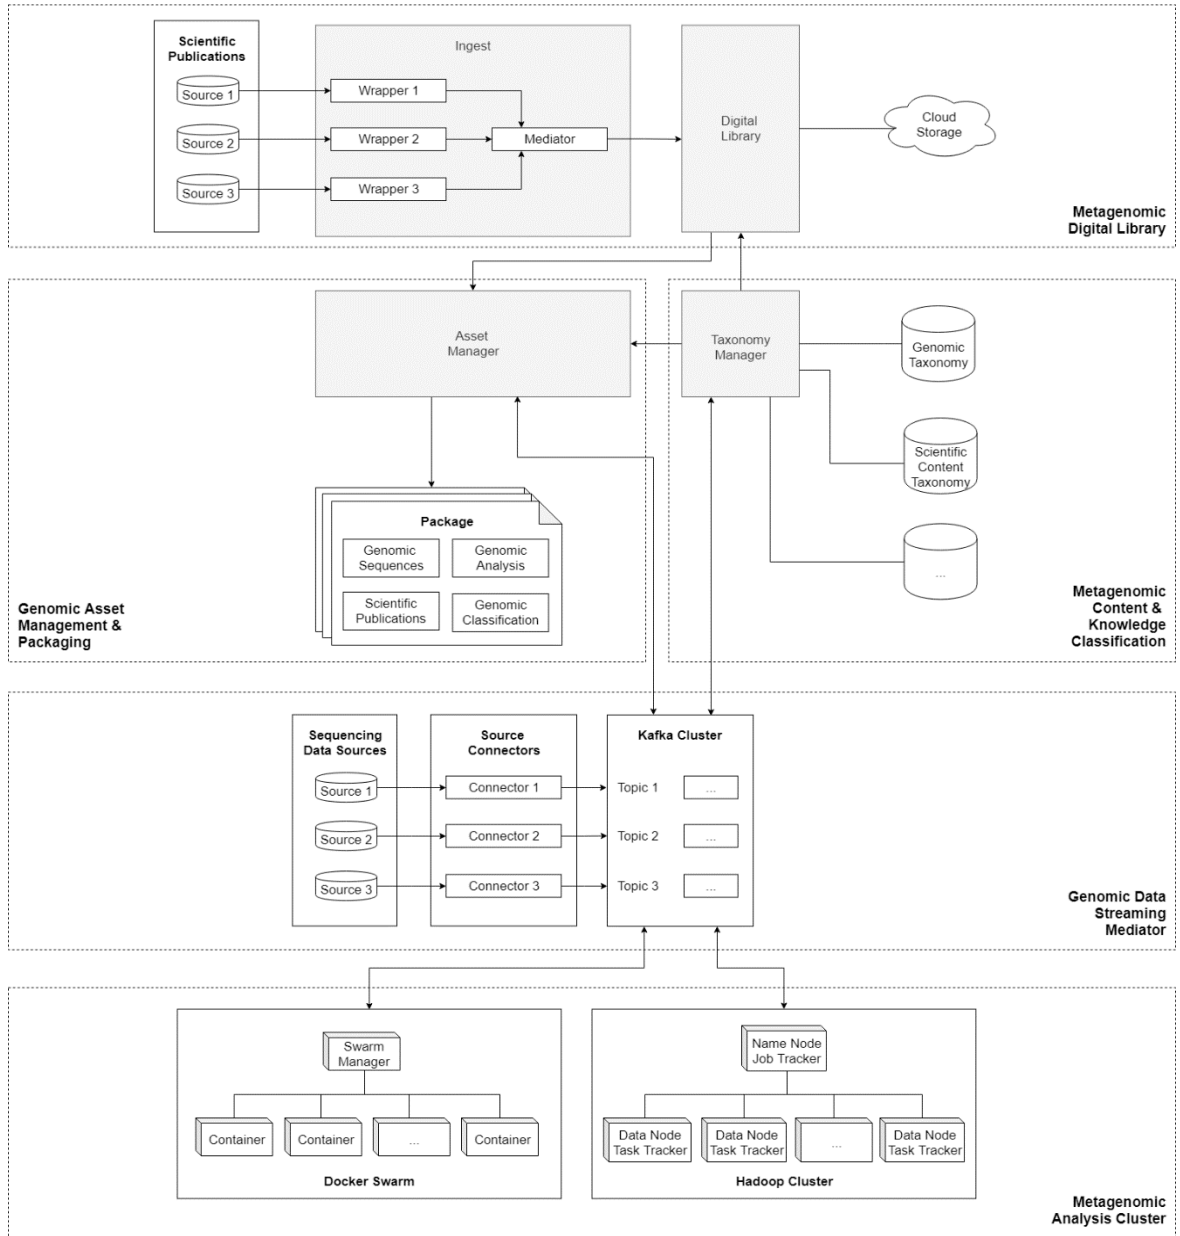 Scientific
Publications
Source 1
Source 2
Source 3
Ingest
Wrapper 1
Wrapper 2
Wrapper 3
Mediator
Digital
Library
Cloud
Storage
Metagenomic
Digital Library
Asset
Manager
Package
Genomic
Sequences
Genomic
Analysis
Scientific
Publications
Genomic
Classification
Genomic Asset
Management &
Packaging
Taxonomy
Manager
Genomic
Taxonomy
Scientific
Content
Taxonomy
...
Metagenomic
Content &
Knowledge
Classification
Sequencing
Data Sources
Source 1
Source 2
Source 3
Source
Connectors
Connector 1
Connector 2
Connector 3
Kafka Cluster
Topic 1
...
Topic 2
...
Topic 3
...
Genomic Data
Streaming
Mediator
Swarm
Manager
Container
Container
...
Container
Docker Swarm
Name Node
Job Tracker
Data Node
Task Tracker
Data Node
Task Tracker
...
Data Node
Task Tracker
Hadoop Cluster
Metagenomic
Analysis Cluster